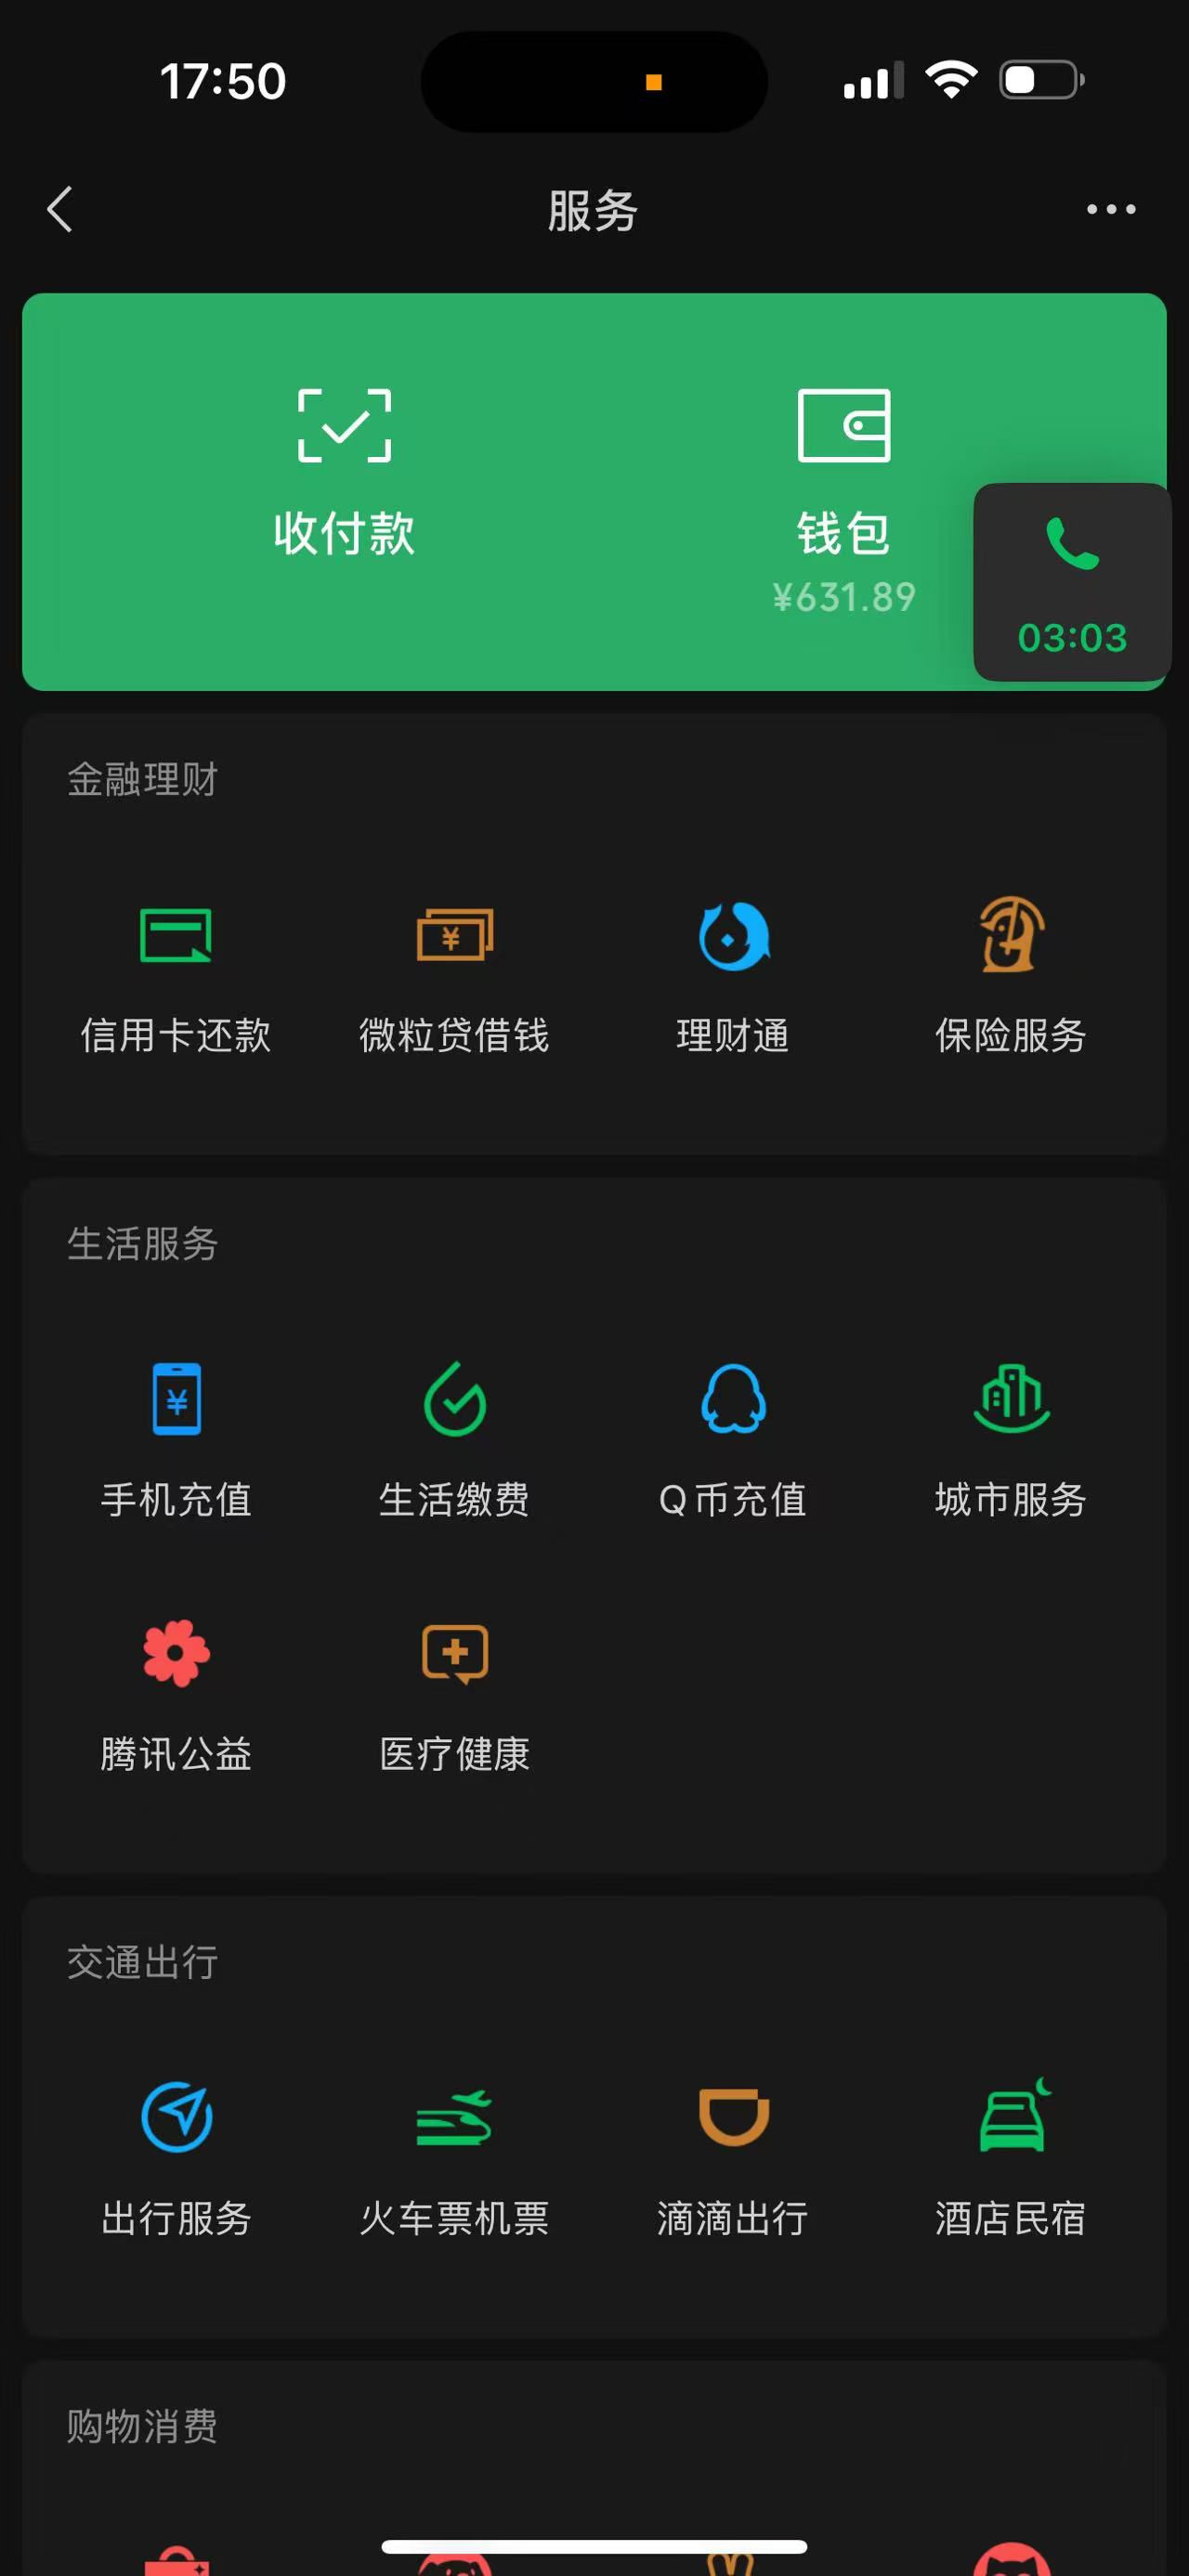 17:50
服务
收付款
钱包
¥631.89
03:03
金融理财
信用卡还款
微粒贷借钱
理财通
保险服务
生活服务
手机充值
生活缴费
Q币充值
城市服务
腾讯公益
医疗健康
交通出行
出行服务
火车票机票
滴滴出行
酒店民宿
购物消费